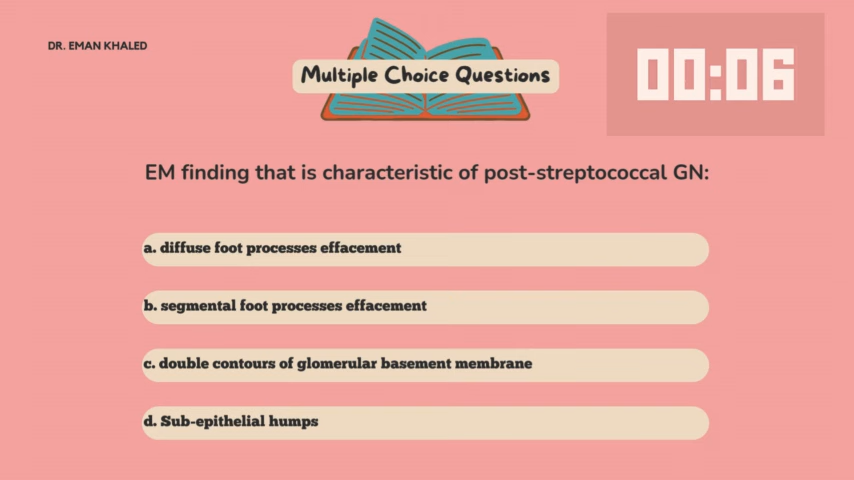 DR. EMAN KHALED
Multiple Choice Questions
00:06
EM finding that is characteristic of post-streptococcal GN:
a. diffuse foot processes effacement
b. segmental foot processes effacement
c. double contours of glomerular basement membrane
d. Sub-epithelial humps